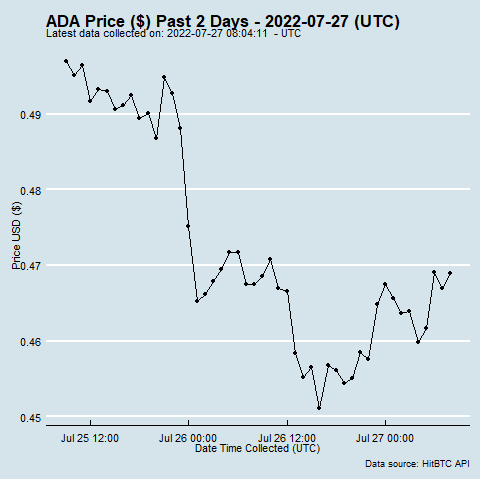 ADA Price ($) Past 2 Days - 2022-07-27 (UTC)
Latest data collected on: 2022-07-27 08:04:11 - UTC
0.49
0.48
0.47
0.46
0.45
Price USD ($)
Jul 25 12:00 Jul 26 00:00 Jul 26 12:00 Jul 27 00:00
Date Time Collected (UTC)
Data source: HitBTC API